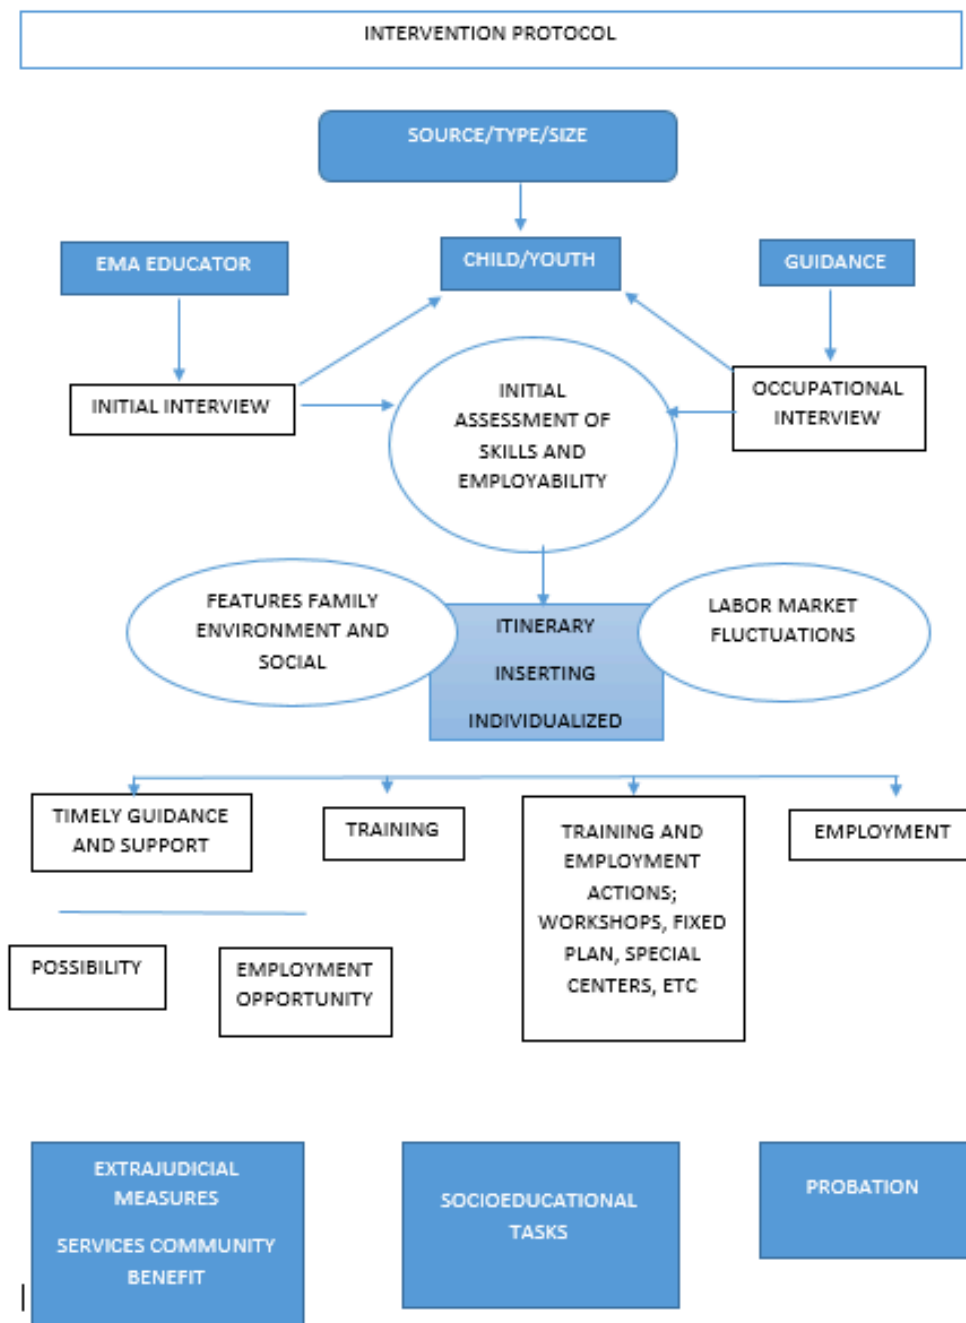 INTERVENTION PROTOCOL
SOURCE/TYPE/SIZE
EMA EDUCATOR
CHILD/YOUTH
GUIDANCE
INITIAL INTERVIEW
INITIAL
ASSESSMENT OF
SKILLS AND
EMPLOYABILITY
OCCUPATIONAL
INTERVIEW
FEATURES FAMILY
ENVIRONMENT AND
SOCIAL
ITINERARY
INSERTING
INDIVIDUALIZED
LABOR MARKET
FLUCTUATIONS
TIMELY GUIDANCE
AND SUPPORT
TRAINING
TRAINING AND
EMPLOYMENT
ACTIONS;
WORKSHOPS, FIXED
PLAN, SPECIAL
CENTERS, ETC
EMPLOYMENT
POSSIBILITY
EMPLOYMENT
OPPORTUNITY
EXTRAJUDICIAL
MEASURES
SERVICES COMMUNITY
BENEFIT
SOCIOEDUCATIONAL
TASKS
PROBATION